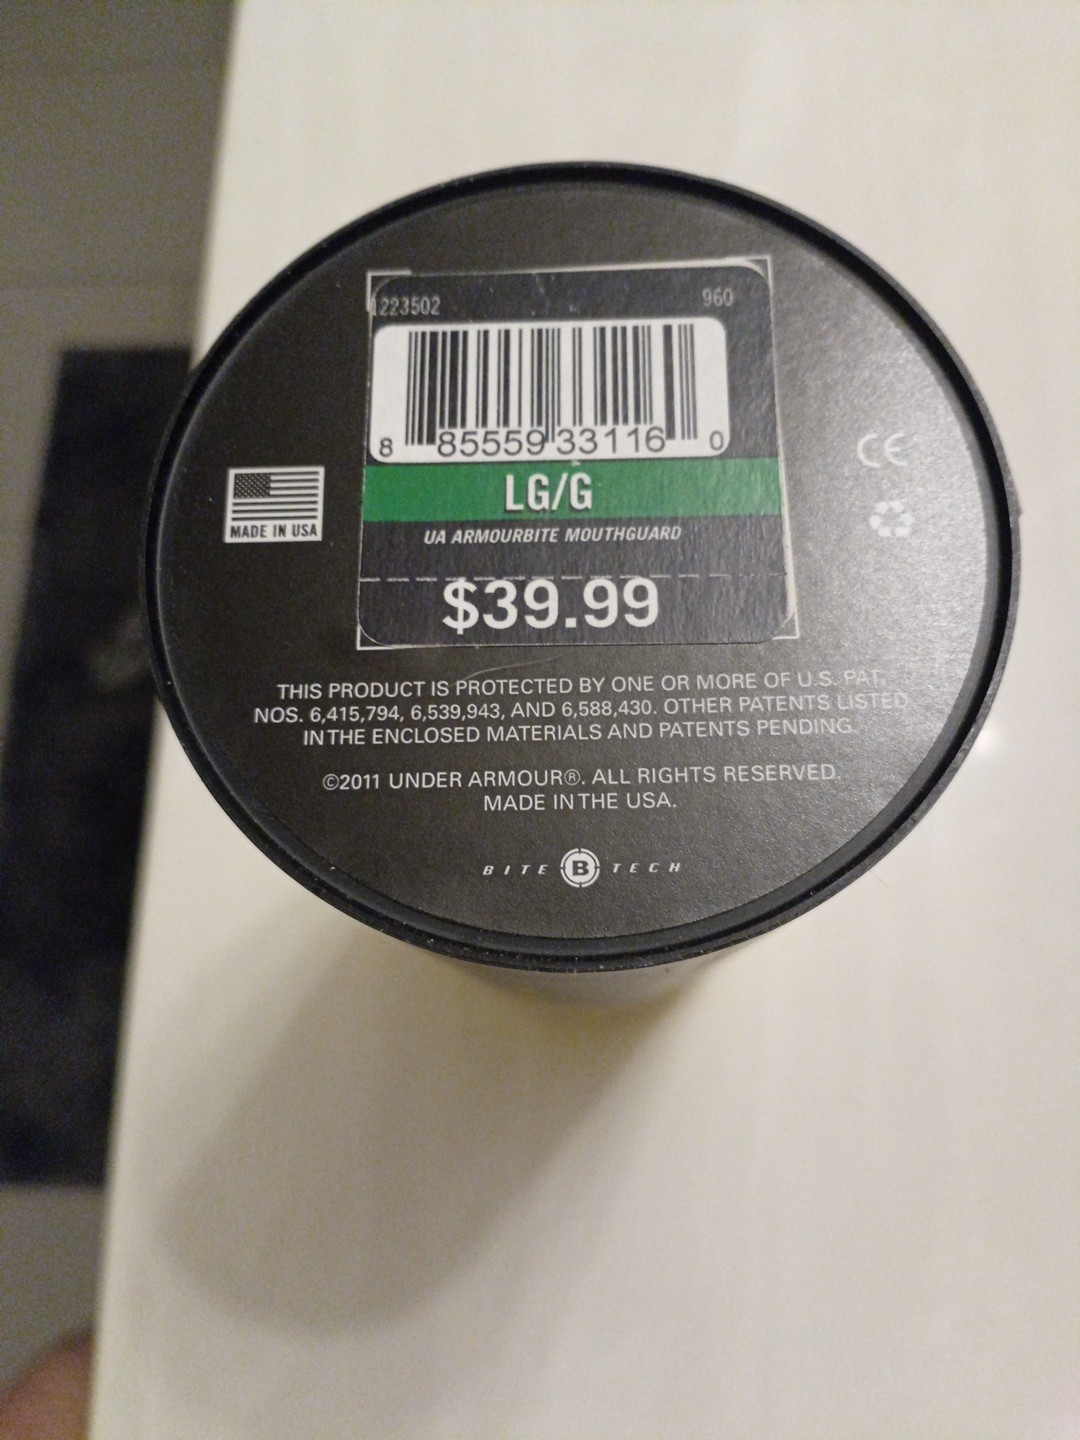 1223502 960
8 85559 33116 0
LG/G
UA ARMOURBITE MOUTHGUARD
$39.99
MADE IN USA
CE
THIS PRODUCT IS PROTECTED BY ONE OR MORE OF U.S. PAT.
NOS. 6,415,794, 6,539,943, AND 6,588,430. OTHER PATENTS LISTED
IN THE ENCLOSED MATERIALS AND PATENTS PENDING.
©2011 UNDER ARMOUR®. ALL RIGHTS RESERVED.
MADE IN THE USA.
BITE B TECH